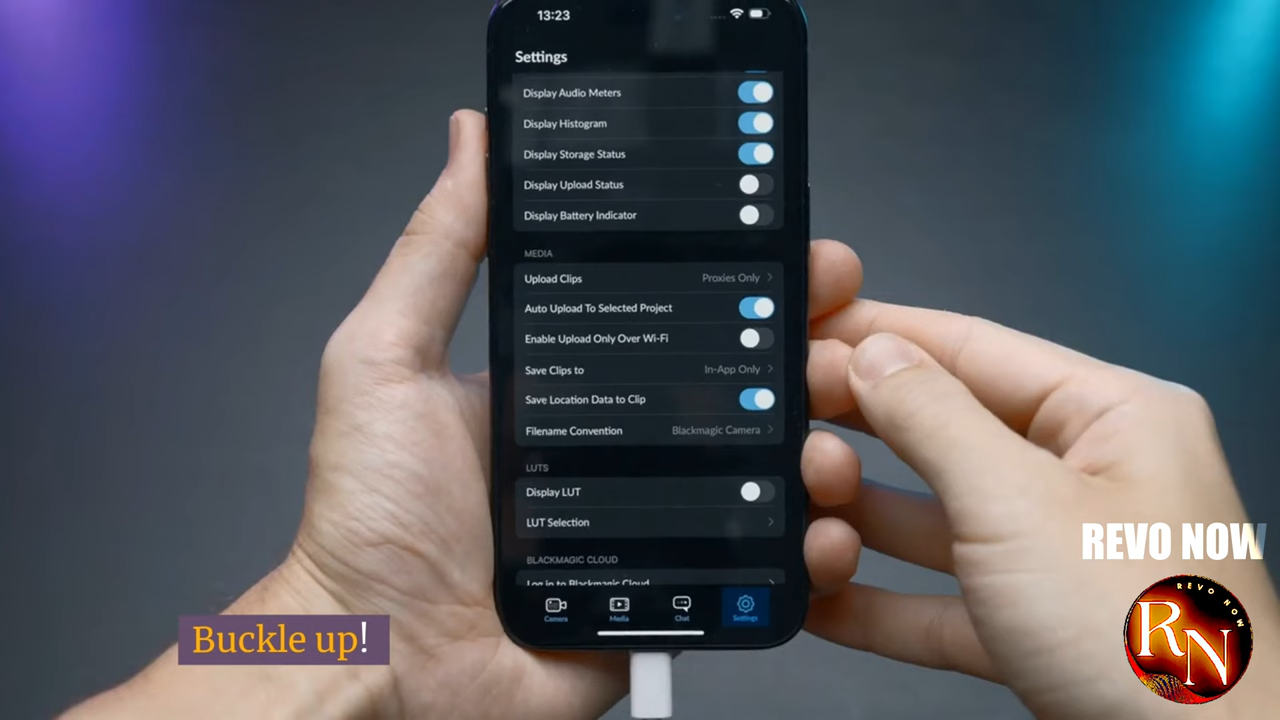 13:23
Settings
Display Audio Meters
Display Histogram
Display Storage Status
Display Upload Status
Display Battery Indicator
MEDIA
Upload Clips Proxies Only
Auto Upload To Selected Project
Enable Upload Only Over Wi-Fi
Save Clips to In-App Only
Save Location Data to Clip
Filename Convention Blackmagic Camera
LUTS
Display LUT
LUT Selection
BLACKMAGIC CLOUD
Log in to Blackmagic Cloud
Camera Media Chat Settings
Buckle up!
REVO NOW
REVO NOW
RN